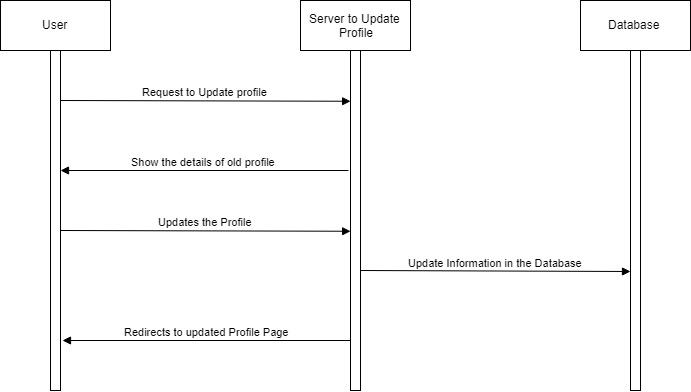 User
Server to Update
Profile
Database
Request to Update profile
Show the details of old profile
Updates the Profile
Update Information in the Database
Redirects to updated Profile Page